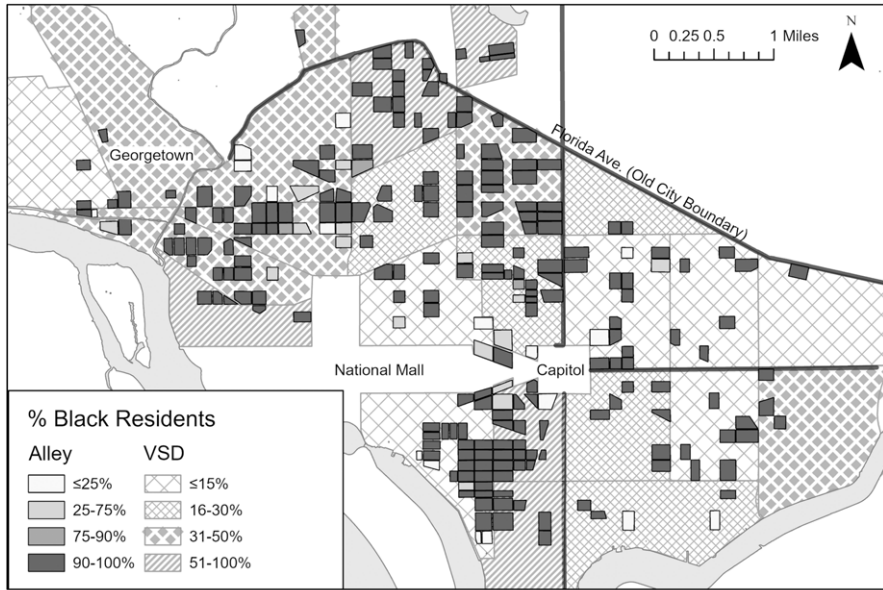 0 0.25 0.5 1 Miles
N
Georgetown
Florida Ave. (Old City Boundary)
National Mall
Capitol
% Black Residents
Alley VSD
≤25% ≤15%
25-75% 16-30%
75-90% 31-50%
90-100% 51-100%